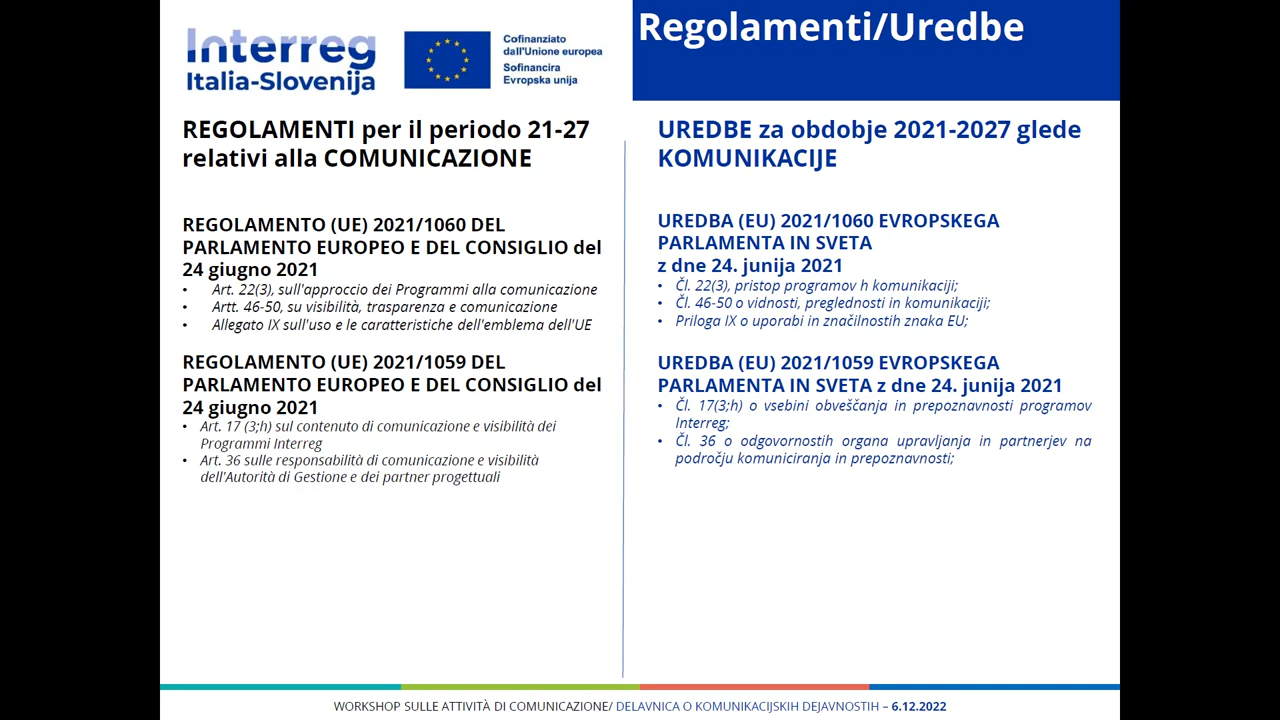 Interreg
Italia-Slovenija
Cofinanziato
dall'Unione europea
Sofinancira
Evropska unija
Regolamenti/Uredbe
REGOLAMENTI per il periodo 21-27
relativi alla COMUNICAZIONE
REGOLAMENTO (UE) 2021/1060 DEL
PARLAMENTO EUROPEO E DEL CONSIGLIO del
24 giugno 2021
• Art. 22(3), sull'approccio dei Programmi alla comunicazione
• Artt. 46-50, su visibilità, trasparenza e comunicazione
• Allegato IX sull'uso e le caratteristiche dell'emblema dell'UE
REGOLAMENTO (UE) 2021/1059 DEL
PARLAMENTO EUROPEO E DEL CONSIGLIO del
24 giugno 2021
• Art. 17 (3;h) sul contenuto di comunicazione e visibilità dei
Programmi Interreg
• Art. 36 sulle responsabilità di comunicazione e visibilità
dell'Autorità di Gestione e dei partner progettuali
UREDBE za obdobje 2021-2027 glede
KOMUNIKACIJE
UREDBA (EU) 2021/1060 EVROPSKEGA
PARLAMENTA IN SVETA
z dne 24. junija 2021
• Čl. 22(3), pristop programov h komunikaciji;
• Čl. 46-50 o vidnosti, preglednosti in komunikaciji;
• Priloga IX o uporabi in značilnostih znaka EU;
UREDBA (EU) 2021/1059 EVROPSKEGA
PARLAMENTA IN SVETA z dne 24. junija 2021
• Čl. 17(3;h) o vsebini obveščanja in prepoznavnosti programov
Interreg;
• Čl. 36 o odgovornostih organa upravljanja in partnerjev na
področju komuniciranja in prepoznavnosti;
WORKSHOP SULLE ATTIVITÀ DI COMUNICAZIONE/ DELAVNICA O KOMUNIKACIJSKIH DEJAVNOSTIH – 6.12.2022